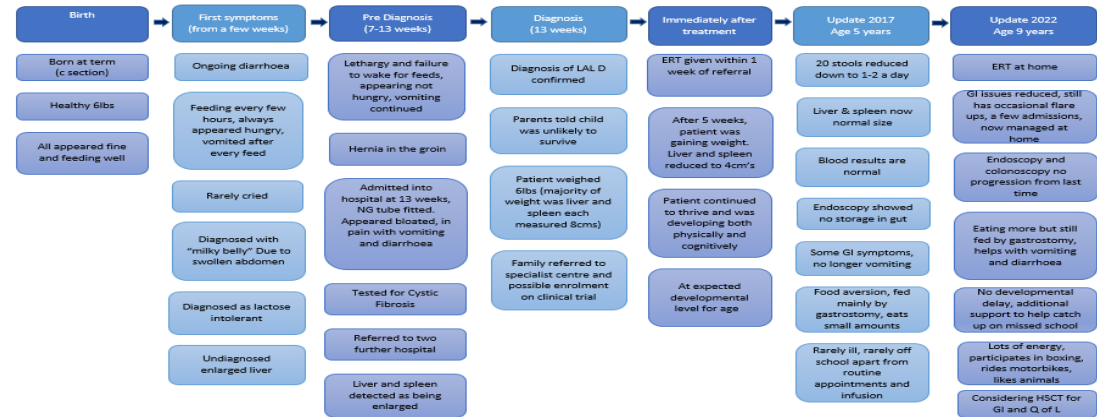 Birth
Born at term
(c section)
Healthy 6lbs
All appeared fine
and feeding well
First symptoms
(from a few weeks)
Ongoing diarrhoea
Feeding every few
hours, always
appeared hungry,
vomited after
every feed
Rarely cried
Diagnosed with
“milky belly” Due to
swollen abdomen
Diagnosed as lactose
intolerant
Undiagnosed
enlarged liver
Pre Diagnosis
(7-13 weeks)
Lethargy and failure
to wake for feeds,
appearing not
hungry, vomiting
continued
Hernia in the groin
Admitted into
hospital at 13 weeks,
NG tube fitted.
Appeared bloated, in
pain with vomiting
and diarrhoea
Tested for Cystic
Fibrosis
Referred to two
further hospital
Liver and spleen
detected as being
enlarged
Diagnosis
(13 weeks)
Diagnosis of LAL D
confirmed
Parents told child
was unlikely to
survive
Patient weighed
6lbs (majority of
weight was liver and
spleen each
measured 8cms)
Family referred to
specialist centre and
possible enrolment
on clinical trial
Immediately after
treatment
ERT given within 1
week of referral
After 5 weeks,
patient was
gaining weight.
Liver and spleen
reduced to 4cm’s
Patient continued
to thrive and was
developing both
physically and
cognitively
At expected
developmental
level for age
Update 2017
Age 5 years
20 stools reduced
down to 1-2 a day
Liver & spleen now
normal size
Blood results are
normal
Endoscopy showed
no storage in gut
Some GI symptoms,
no longer vomiting
Food aversion, fed
mainly by
gastrostomy, eats
small amounts
Rarely ill, rarely off
school apart from
routine
appointments and
infusion
Update 2022
Age 9 years
ERT at home
GI issues reduced, still
has occasional flare
ups, a few admissions,
now managed at
home
Endoscopy and
colonoscopy no
progression from last
time
Eating more but still
fed by gastrostomy,
helps with vomiting
and diarrhoea
No developmental
delay, additional
support to help catch
up on missed school
Lots of energy,
participates in boxing,
rides motorbikes,
likes animals
Considering HSCT for
GI and Q of L